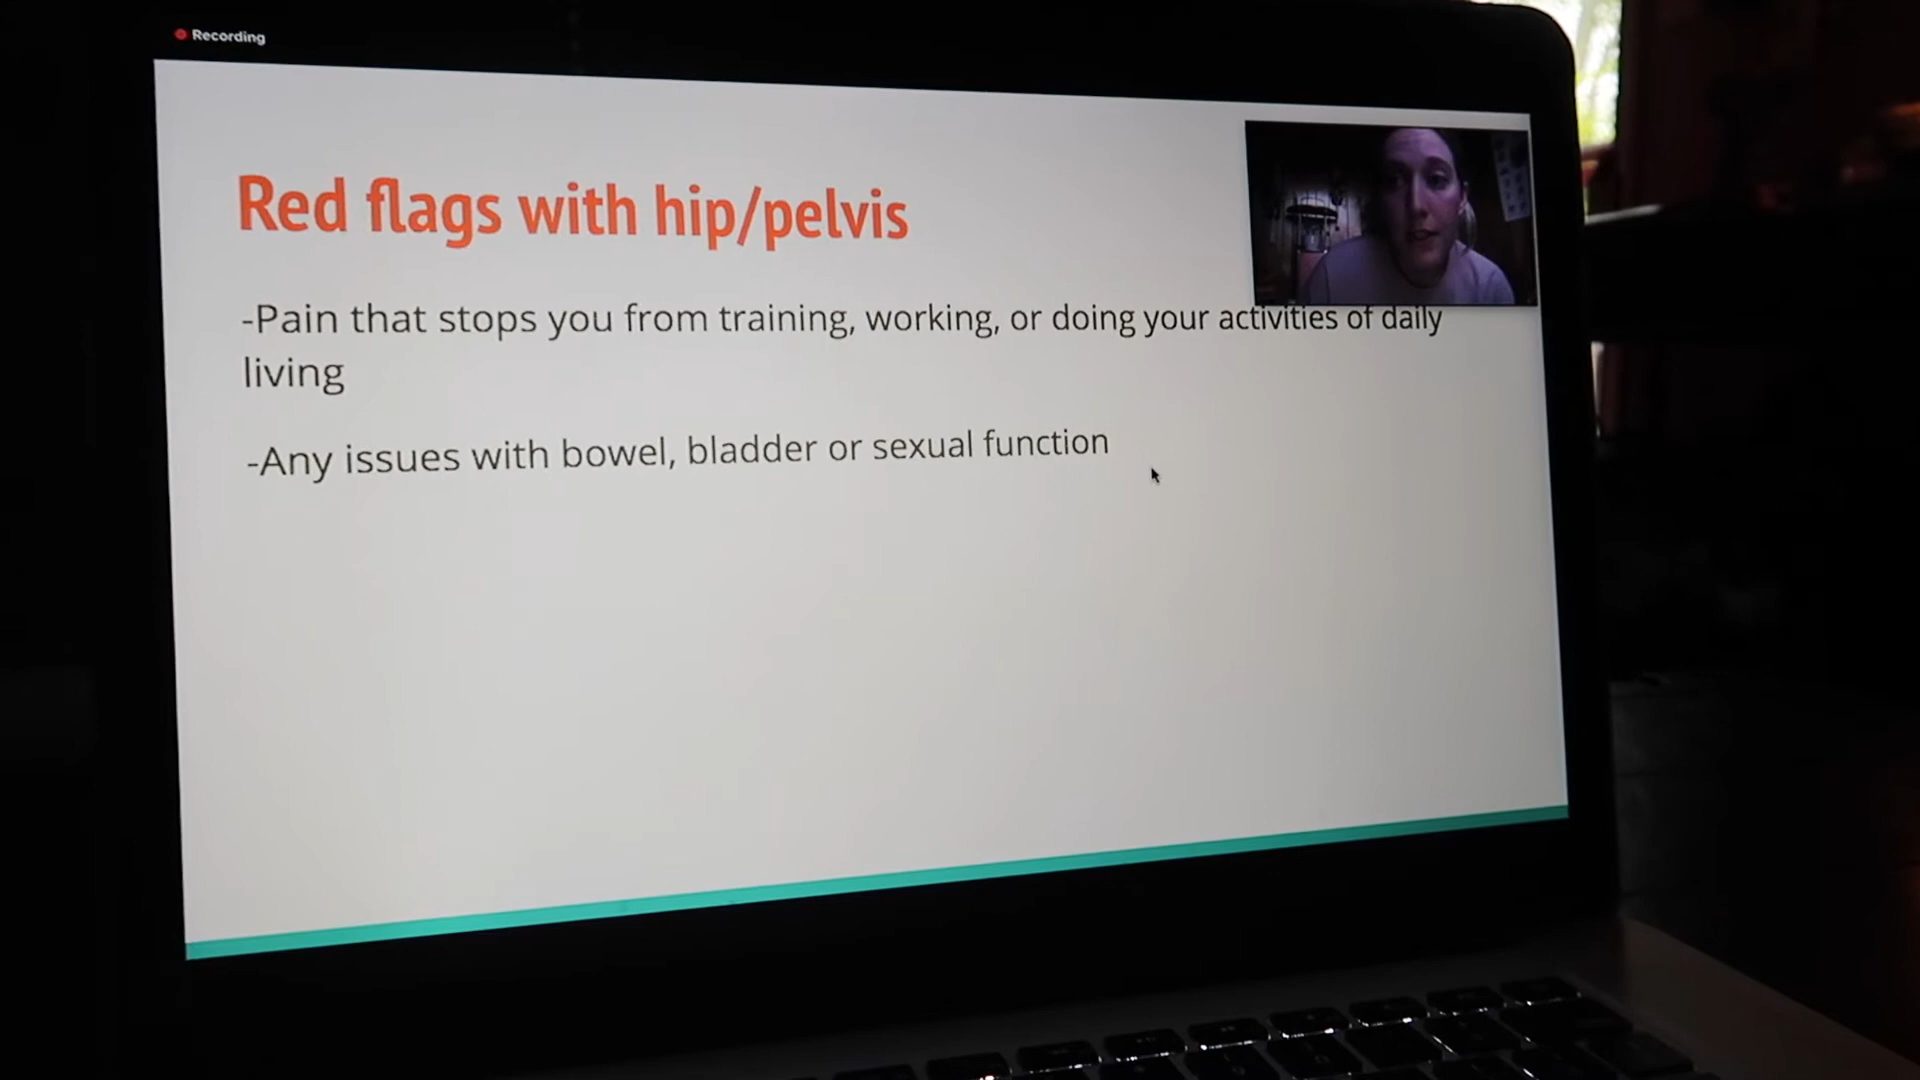 Recording
Red flags with hip/pelvis
-Pain that stops you from training, working, or doing your activities of daily
living
-Any issues with bowel, bladder or sexual function